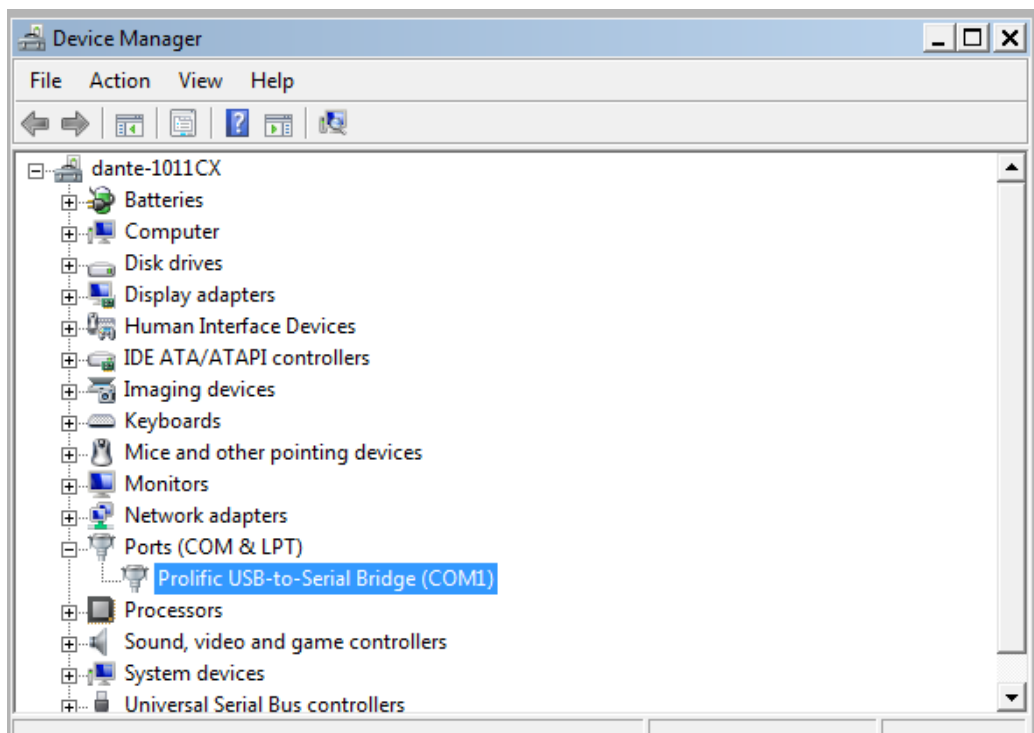 Device Manager
File Action View Help
dante-1011CX
Batteries
Computer
Disk drives
Display adapters
Human Interface Devices
IDE ATA/ATAPI controllers
Imaging devices
Keyboards
Mice and other pointing devices
Monitors
Network adapters
Ports (COM & LPT)
Prolific USB-to-Serial Bridge (COM1)
Processors
Sound, video and game controllers
System devices
Universal Serial Bus controllers